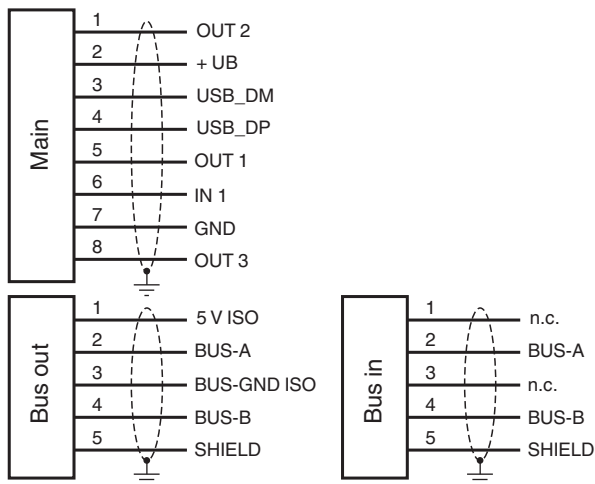 Main
1 OUT 2
2 + UB
3 USB_DM
4 USB_DP
5 OUT 1
6 IN 1
7 GND
8 OUT 3
Bus out
1 5 V ISO
2 BUS-A
3 BUS-GND ISO
4 BUS-B
5 SHIELD
Bus in
1 n.c.
2 BUS-A
3 n.c.
4 BUS-B
5 SHIELD